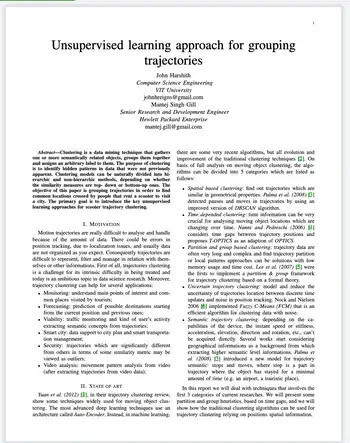 1
Unsupervised learning approach for grouping
trajectories
John Harshith
Computer Science Engineering
VIT University
johnhreigns@gmail.com
Mantej Singh Gill
Senior Research and Development Engineer
Hewlett Packard Enterprise
mantej.gill@gmail.com
Abstract—Clustering is a data mining technique that gathers
one or more semantically related objects, groups them together
and assigns an arbitrary label to them. The purpose of clustering
is to identify hidden patterns in data that were not previously
apparent. Clustering models can be naturally divided into hi-
erarchic and non-hierarchic methods, depending on whether
the similarity measures are top- down or bottom-up ones. The
objective of this paper is grouping trajectories in order to find
common locations crossed by people that rent a scooter to visit
a city. The primary goal is to introduce the key unsupervised
learning approaches for scooter trajectory clustering.
I. MOTIVATION
Motion trajectories are really difficult to analyse and handle
because of the amount of data. There could be errors in
position tracking, due to localization issues, and usually data
are not organized as you expect. Consequently trajectories are
difficult to represent, filter and manage in relation with them-
selves or other information. First of all, trajectories clustering
is a challenge for its intrinsic difficulty in being treated and
today is an ambitious topic in data science research. Moreover,
trajectory clustering can help for several applications:
• Monitoring: understand main points of interest and com-
mon places visited by tourists;
• Forecasting: prediction of possible destinations starting
from the current position and previous ones;
• Visibility: traffic monitoring and kind of user's activity
extracting semantic concepts from trajectories;
• Smart city: data support to city plan and smart transporta-
tion management;
• Security: trajectories which are significantly different
from others in terms of some similarity metric may be
viewed as outliers.
• Video analysis: movement pattern analysis from video
(after extracting trajectories from video data);
II. STATE OF ART
Yuan et al. (2017) [1], in their trajectory clustering review,
show some techniques widely used for moving object clus-
tering. The most advanced deep learning techniques use an
architecture called Auto-Encoder. Instead, in machine learning,
there are some very recent algorithms, but all evolution and
improvement of the traditional clustering techniques [2]. On
basis of full analysis on moving object clustering, the algo-
rithms can be divided into 5 categories which are listed as
follows:
• Spatial based clustering: find out trajectories which are
similar in geometrical properties. Palma et al. (2008) [3]
detected pauses and moves in trajectories by using an
improved version of DBSCAN algorithm.
• Time depended clustering: time information can be very
crucial for analysing moving object locations which are
changing over time. Nanni and Pedreschi (2006) [6]
considers time gaps between trajectory positions and
proposes T-OPTICS as an adaption of OPTICS.
• Partition and group based clustering: trajectory data are
often very long and complex and find trajectory partition
or local patterns approaches can be solutions with low
memory usage and time cost. Lee et al. (2007) [5] were
the firsts to implement a partition & group framework
for trajectory clustering based on a formal theory.
• Uncertain trajectory clustering: model and reduce the
uncertainty of trajectories location between discrete time
updates and noise in position tracking. Nock and Nielsen
2006 [6] implemented Fuzzy C-Means (FCM) that is an
efficient algorithm for clustering data with noise.
• Semantic trajectory clustering: depending on the ca-
pabilities of the device, the instant speed or stillness,
acceleration, direction, duration and rotation, etc., can't
be acquired directly. Several works start considering
geographical informations as a background from which
extracting higher semantic level informations. Palma et
al. (2008) [3] introduced a new model for trajectory
semantic: stops and moves, where stop is a part in
trajectory where the object has stayed for a minimal
amount of time (e.g. an airport, a touristic place).
In this report we will deal with techniques that involves the
first 3 categories of current researches. We will present some
partition and group heuristics, based on time gaps, and we will
show how the traditional clustering algorithms can be used for
trajectory clustering relying on positions spatial information.